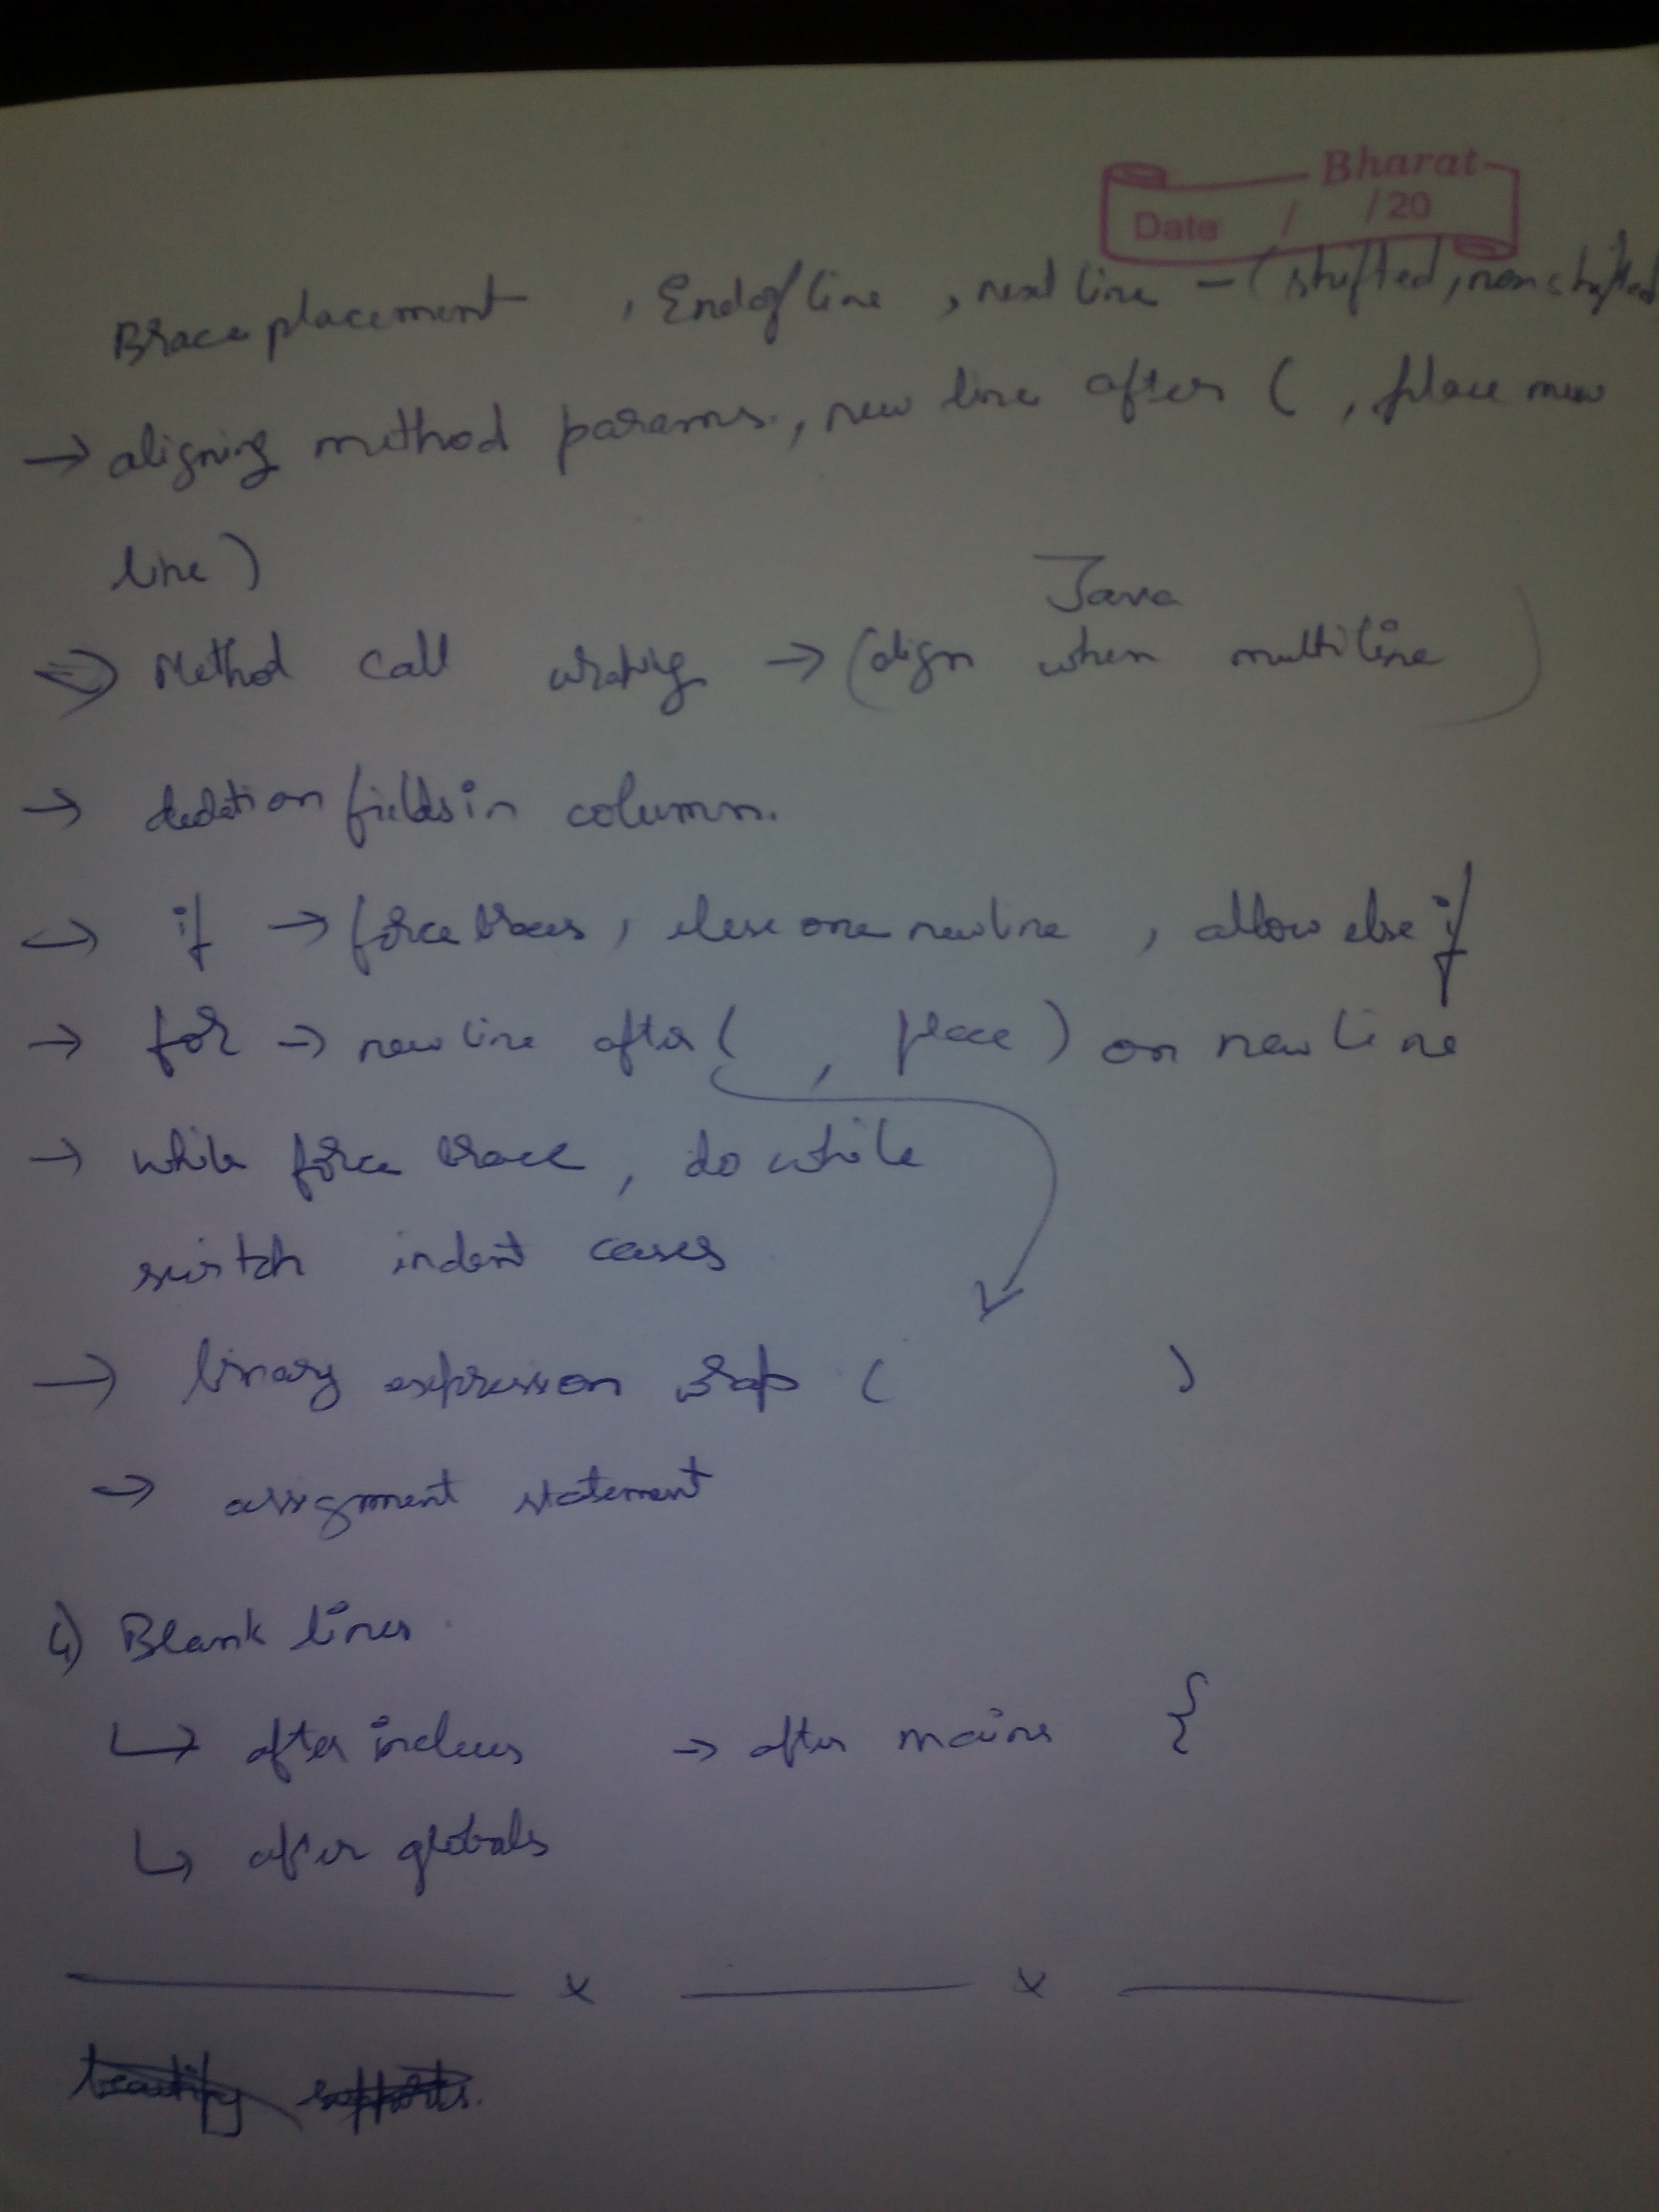 Bharat
Date / /20
Brace placement , End of line , next line - ( shifted, non shifted
→ aligning method params., new line after ( , place new
line )
Java
⇒ Method call wraping → (align when multiline )
→ fields in column.
→ if → force braces, else one newline , allow else if
→ for → new line after ( , place ) on new line
→ while force brace , do while
switch indent cases
→ binary expression wrap ( )
→ assignment statement
4) Blank lines.
↳ after inclues → after mains {
↳ after globals
x x
beautify supports.